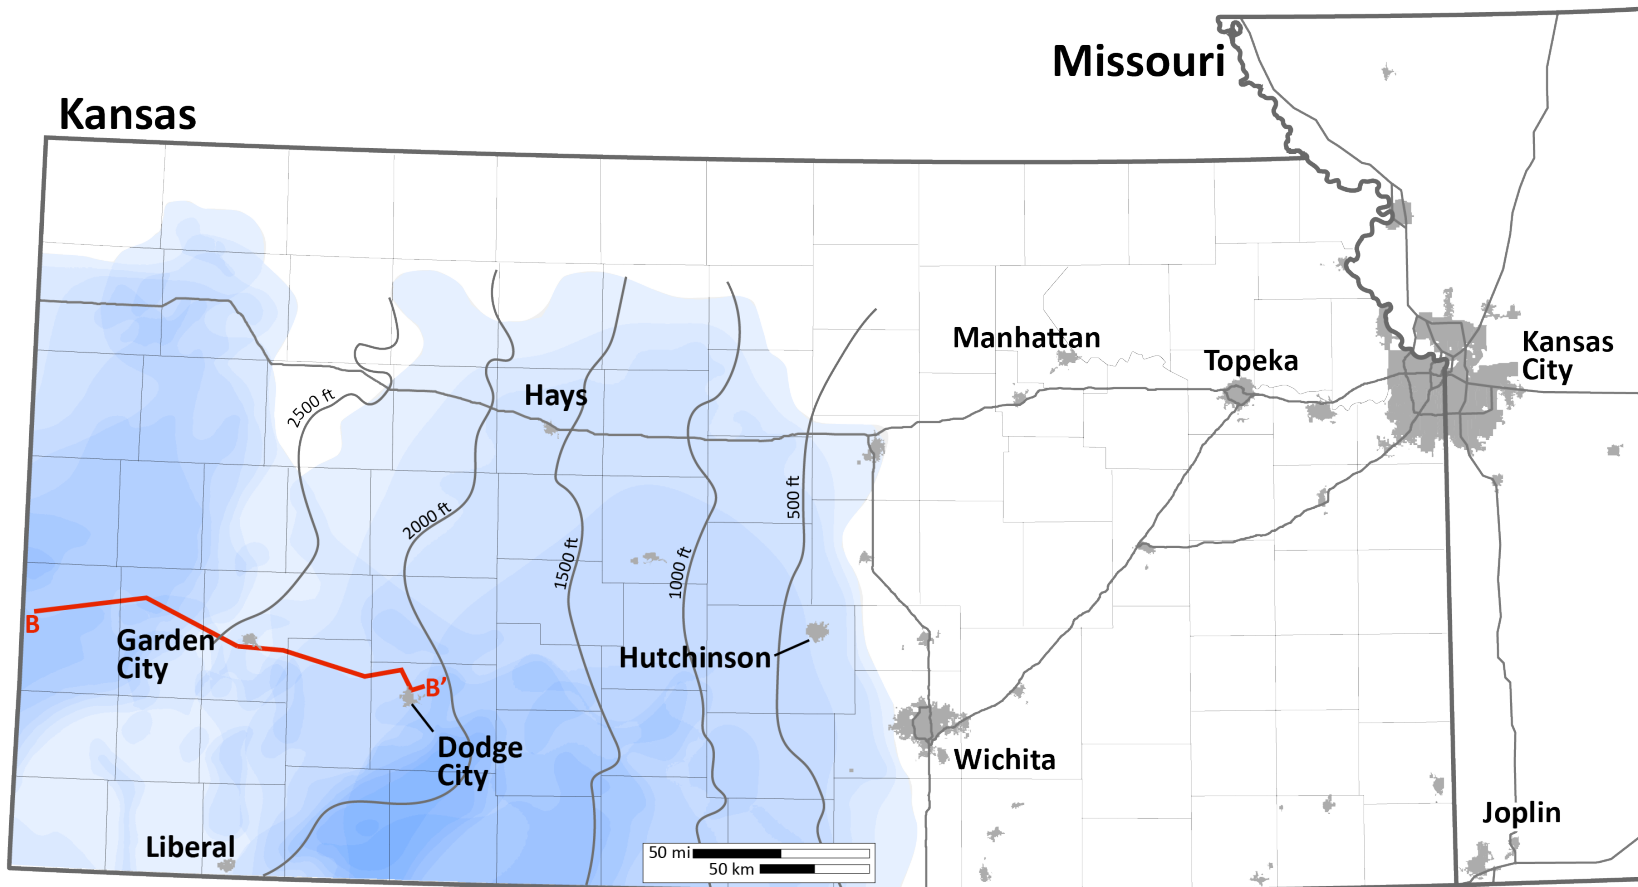 Missouri
Kansas
Manhattan
Kansas
City
Topeka
Hays
2500 ft
2000 ft
500 ft
1500 ft
1000 ft
B
Garden
City
Hutchinson
B’
Dodge
City
Wichita
Joplin
Liberal
50 mi
50 km